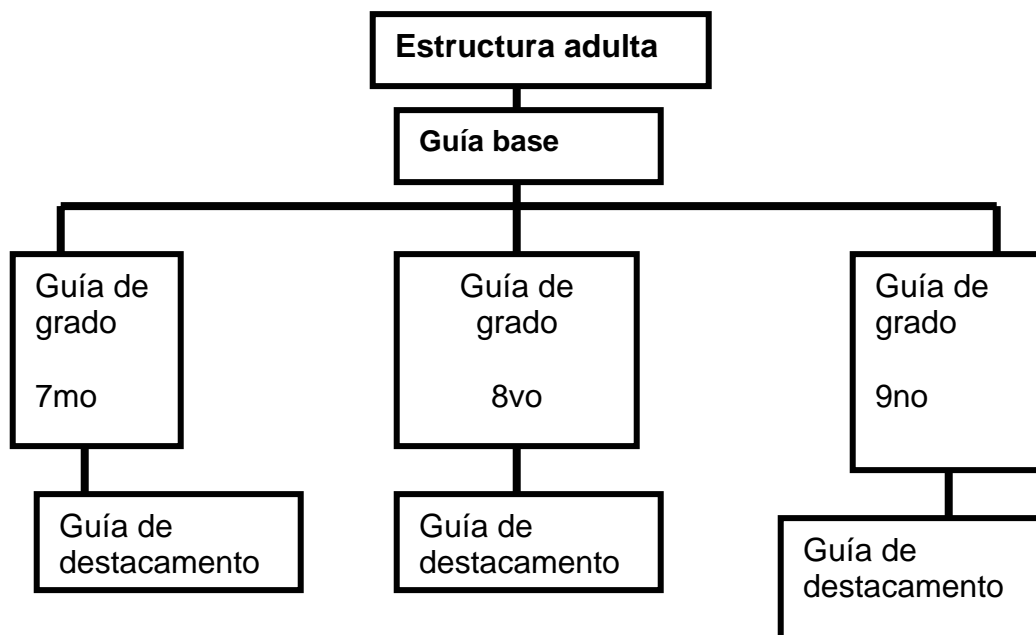 Estructura adulta
Guía base
Guía de
grado
7mo
Guía de
grado
8vo
Guía de
grado
9no
Guía de
destacamento
Guía de
destacamento
Guía de
destacamento